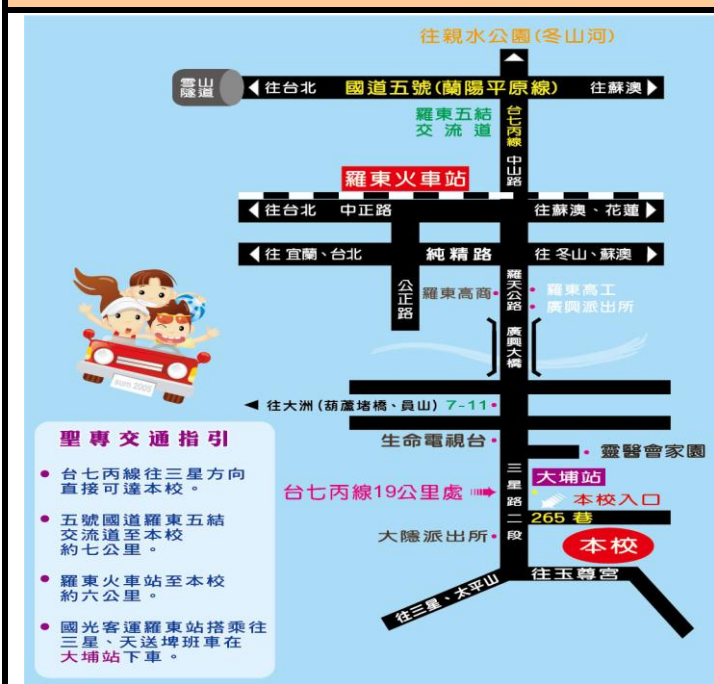 往親水公園(冬山河)
雪山
隧道
往台北 國道五號(蘭陽平原線) 往蘇澳
羅東五結
交流道
台七丙線
中山路
羅東火車站
往台北 中正路 往蘇澳、花蓮
往宜蘭、台北 純精路 往冬山、蘇澳
公正路
羅東高商
羅天公路
羅東高工
廣興派出所
廣興大橋
sum 2005
往大洲(葫蘆堵橋、員山) 7-11
生命電視台
靈醫會家園
三星路二段
大埔站
台七丙線19公里處
本校入口
265 巷
大隱派出所
本校
往玉尊宮
往三星、太平山
聖專交通指引
台七丙線往三星方向
直接可達本校。
五號國道羅東五結
交流道至本校
約七公里。
羅東火車站至本校
約六公里。
國光客運羅東站搭乘往
三星、天送埤班車在
大埔站下車。